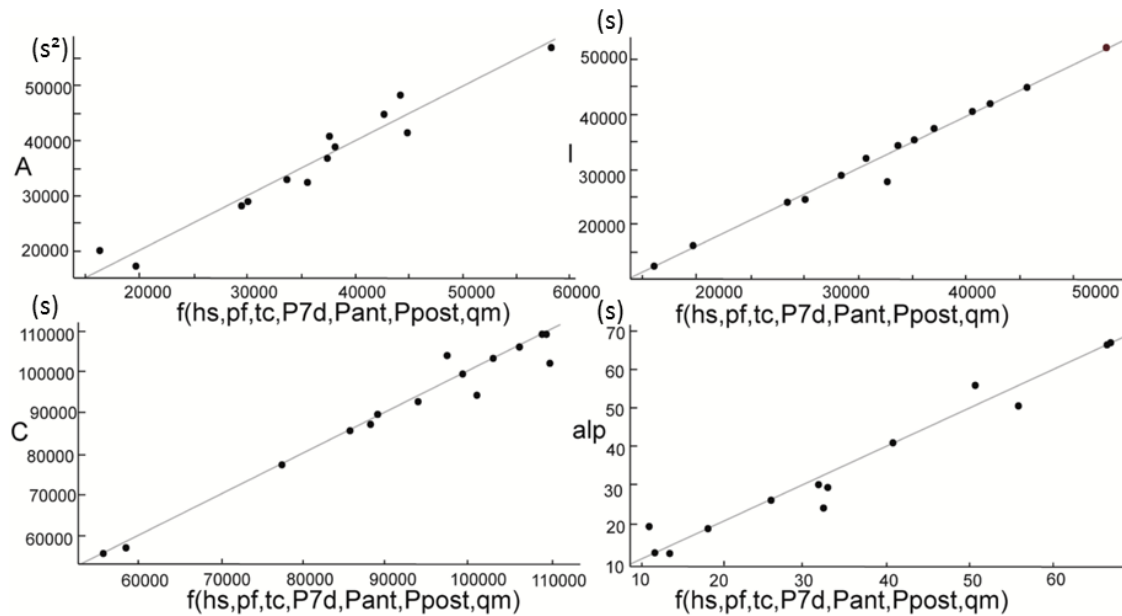 (s²)
50000
40000
A
30000
20000
20000 30000 40000 50000 60000
f(hs,pf,tc,P7d,Pant,Ppost,qm)
(s)
50000
40000
I
30000
20000
20000 30000 40000 50000
f(hs,pf,tc,P7d,Pant,Ppost,qm)
(s)
110000
100000
90000
C
80000
70000
60000
60000 70000 80000 90000 100000 110000
f(hs,pf,tc,P7d,Pant,Ppost,qm)
(s)
70
60
50
alp
40
30
20
10
10 20 30 40 50 60
f(hs,pf,tc,P7d,Pant,Ppost,qm)